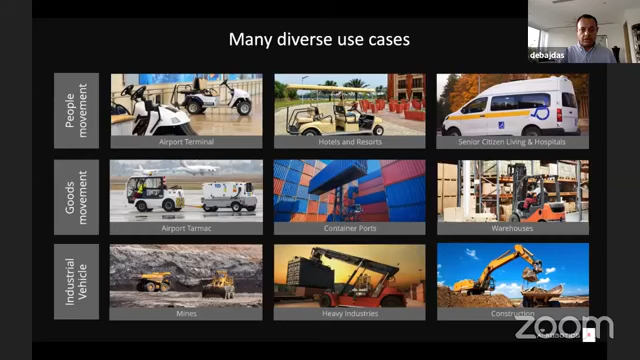 debajdas
Many diverse use cases
People
movement
Airport Terminal
Hotels and Resorts
Senior Citizen Living & Hospitals
Goods
movement
Airport Tarmac
Container Ports
Warehouses
Industrial
Vehicle
Mines
Heavy Industries
Construction
zoom